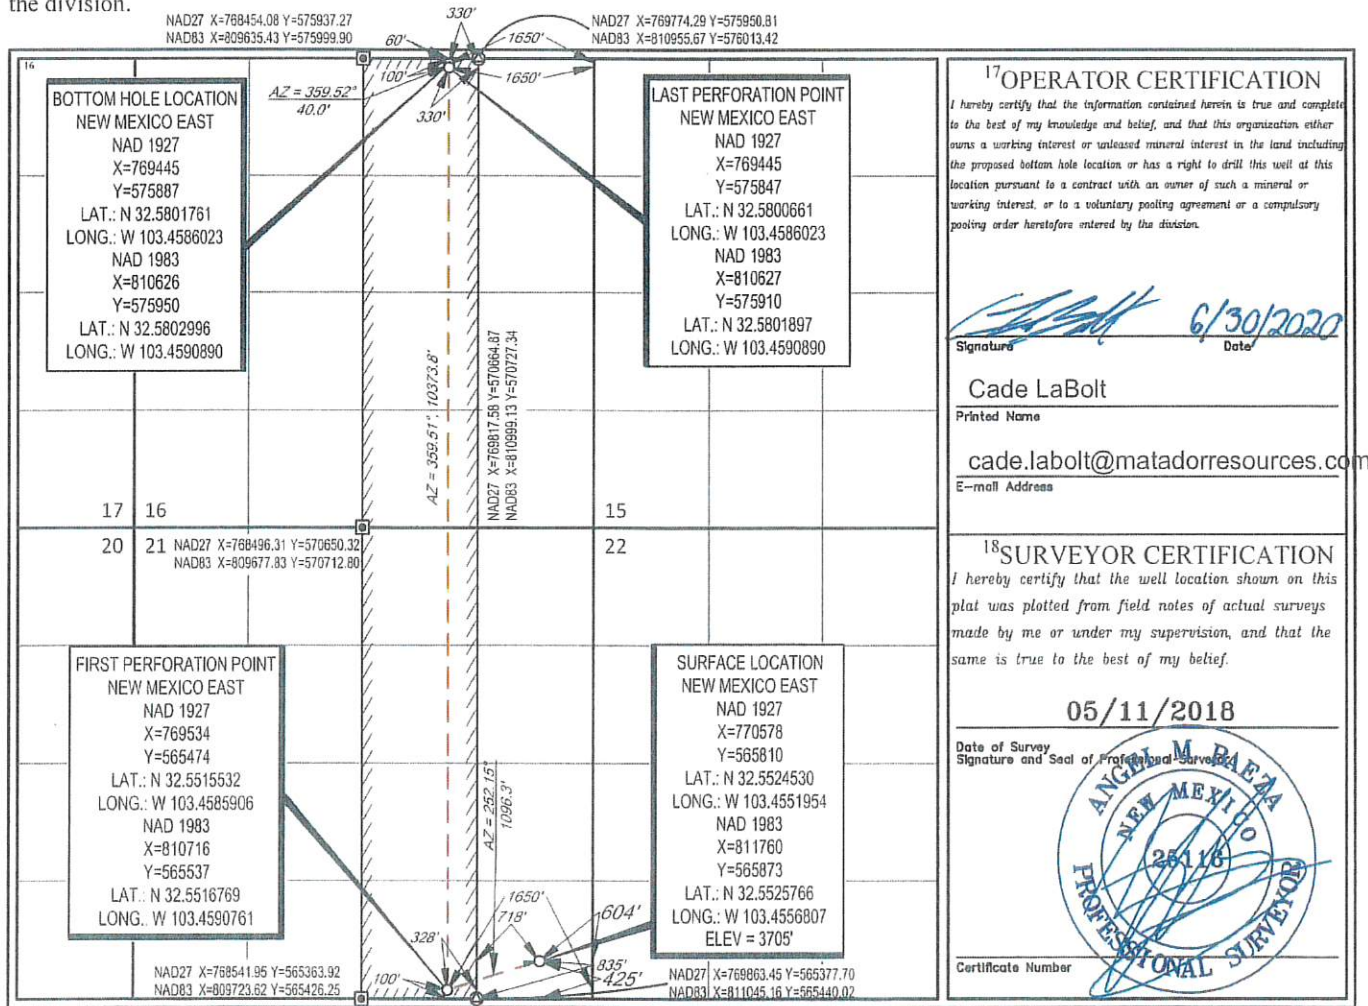 the division.
NAD27 X=768454.08 Y=575937.27
NAD83 X=809635.43 Y=575999.90
330'
NAD27 X=769774.29 Y=575950.81
NAD83 X=810955.67 Y=576013.42
60'
1650'
16
100'
1650'
AZ = 359.52°
40.0'
330'
BOTTOM HOLE LOCATION
NEW MEXICO EAST
NAD 1927
X=769445
Y=575887
LAT.: N 32.5801761
LONG.: W 103.4586023
NAD 1983
X=810626
Y=575950
LAT.: N 32.5802996
LONG.: W 103.4590890
LAST PERFORATION POINT
NEW MEXICO EAST
NAD 1927
X=769445
Y=575847
LAT.: N 32.5800661
LONG.: W 103.4586023
NAD 1983
X=810627
Y=575910
LAT.: N 32.5801897
LONG.: W 103.4590890
AZ = 359.51°, 10373.8'
NAD27 X=769817.58 Y=570664.87
NAD83 X=810999.13 Y=570727.34
17 16
15
20 21
22
NAD27 X=768496.31 Y=570650.32
NAD83 X=809677.83 Y=570712.80
FIRST PERFORATION POINT
NEW MEXICO EAST
NAD 1927
X=769534
Y=565474
LAT.: N 32.5515532
LONG.: W 103.4585906
NAD 1983
X=810716
Y=565537
LAT.: N 32.5516769
LONG.. W 103.4590761
SURFACE LOCATION
NEW MEXICO EAST
NAD 1927
X=770578
Y=565810
LAT.: N 32.5524530
LONG.: W 103.4551954
NAD 1983
X=811760
Y=565873
LAT.: N 32.5525766
LONG.: W 103.4556807
ELEV = 3705'
AZ = 252.15°
1096.3'
1650'
718'
604'
328'
835'
425'
100'
NAD27 X=768541.95 Y=565363.92
NAD83 X=809723.62 Y=565426.25
NAD27 X=769863.45 Y=565377.70
NAD83 X=811045.16 Y=565440.02
17 OPERATOR CERTIFICATION
I hereby certify that the information contained herein is true and complete
to the best of my knowledge and belief, and that this organization either
owns a working interest or unleased mineral interest in the land including
the proposed bottom hole location or has a right to drill this well at this
location pursuant to a contract with an owner of such a mineral or
working interest, or to a voluntary pooling agreement or a compulsory
pooling order heretofore entered by the division.
6/30/2020
Signature Date
Cade LaBolt
Printed Name
cade.labolt@matadorresources.com
E-mail Address
18 SURVEYOR CERTIFICATION
I hereby certify that the well location shown on this
plat was plotted from field notes of actual surveys
made by me or under my supervision, and that the
same is true to the best of my belief.
05/11/2018
Date of Survey
Signature and Seal of Professional Surveyor:
ANGEL M. BAEZA
NEW MEXICO
25116
PROFESSIONAL SURVEYOR
Certificate Number